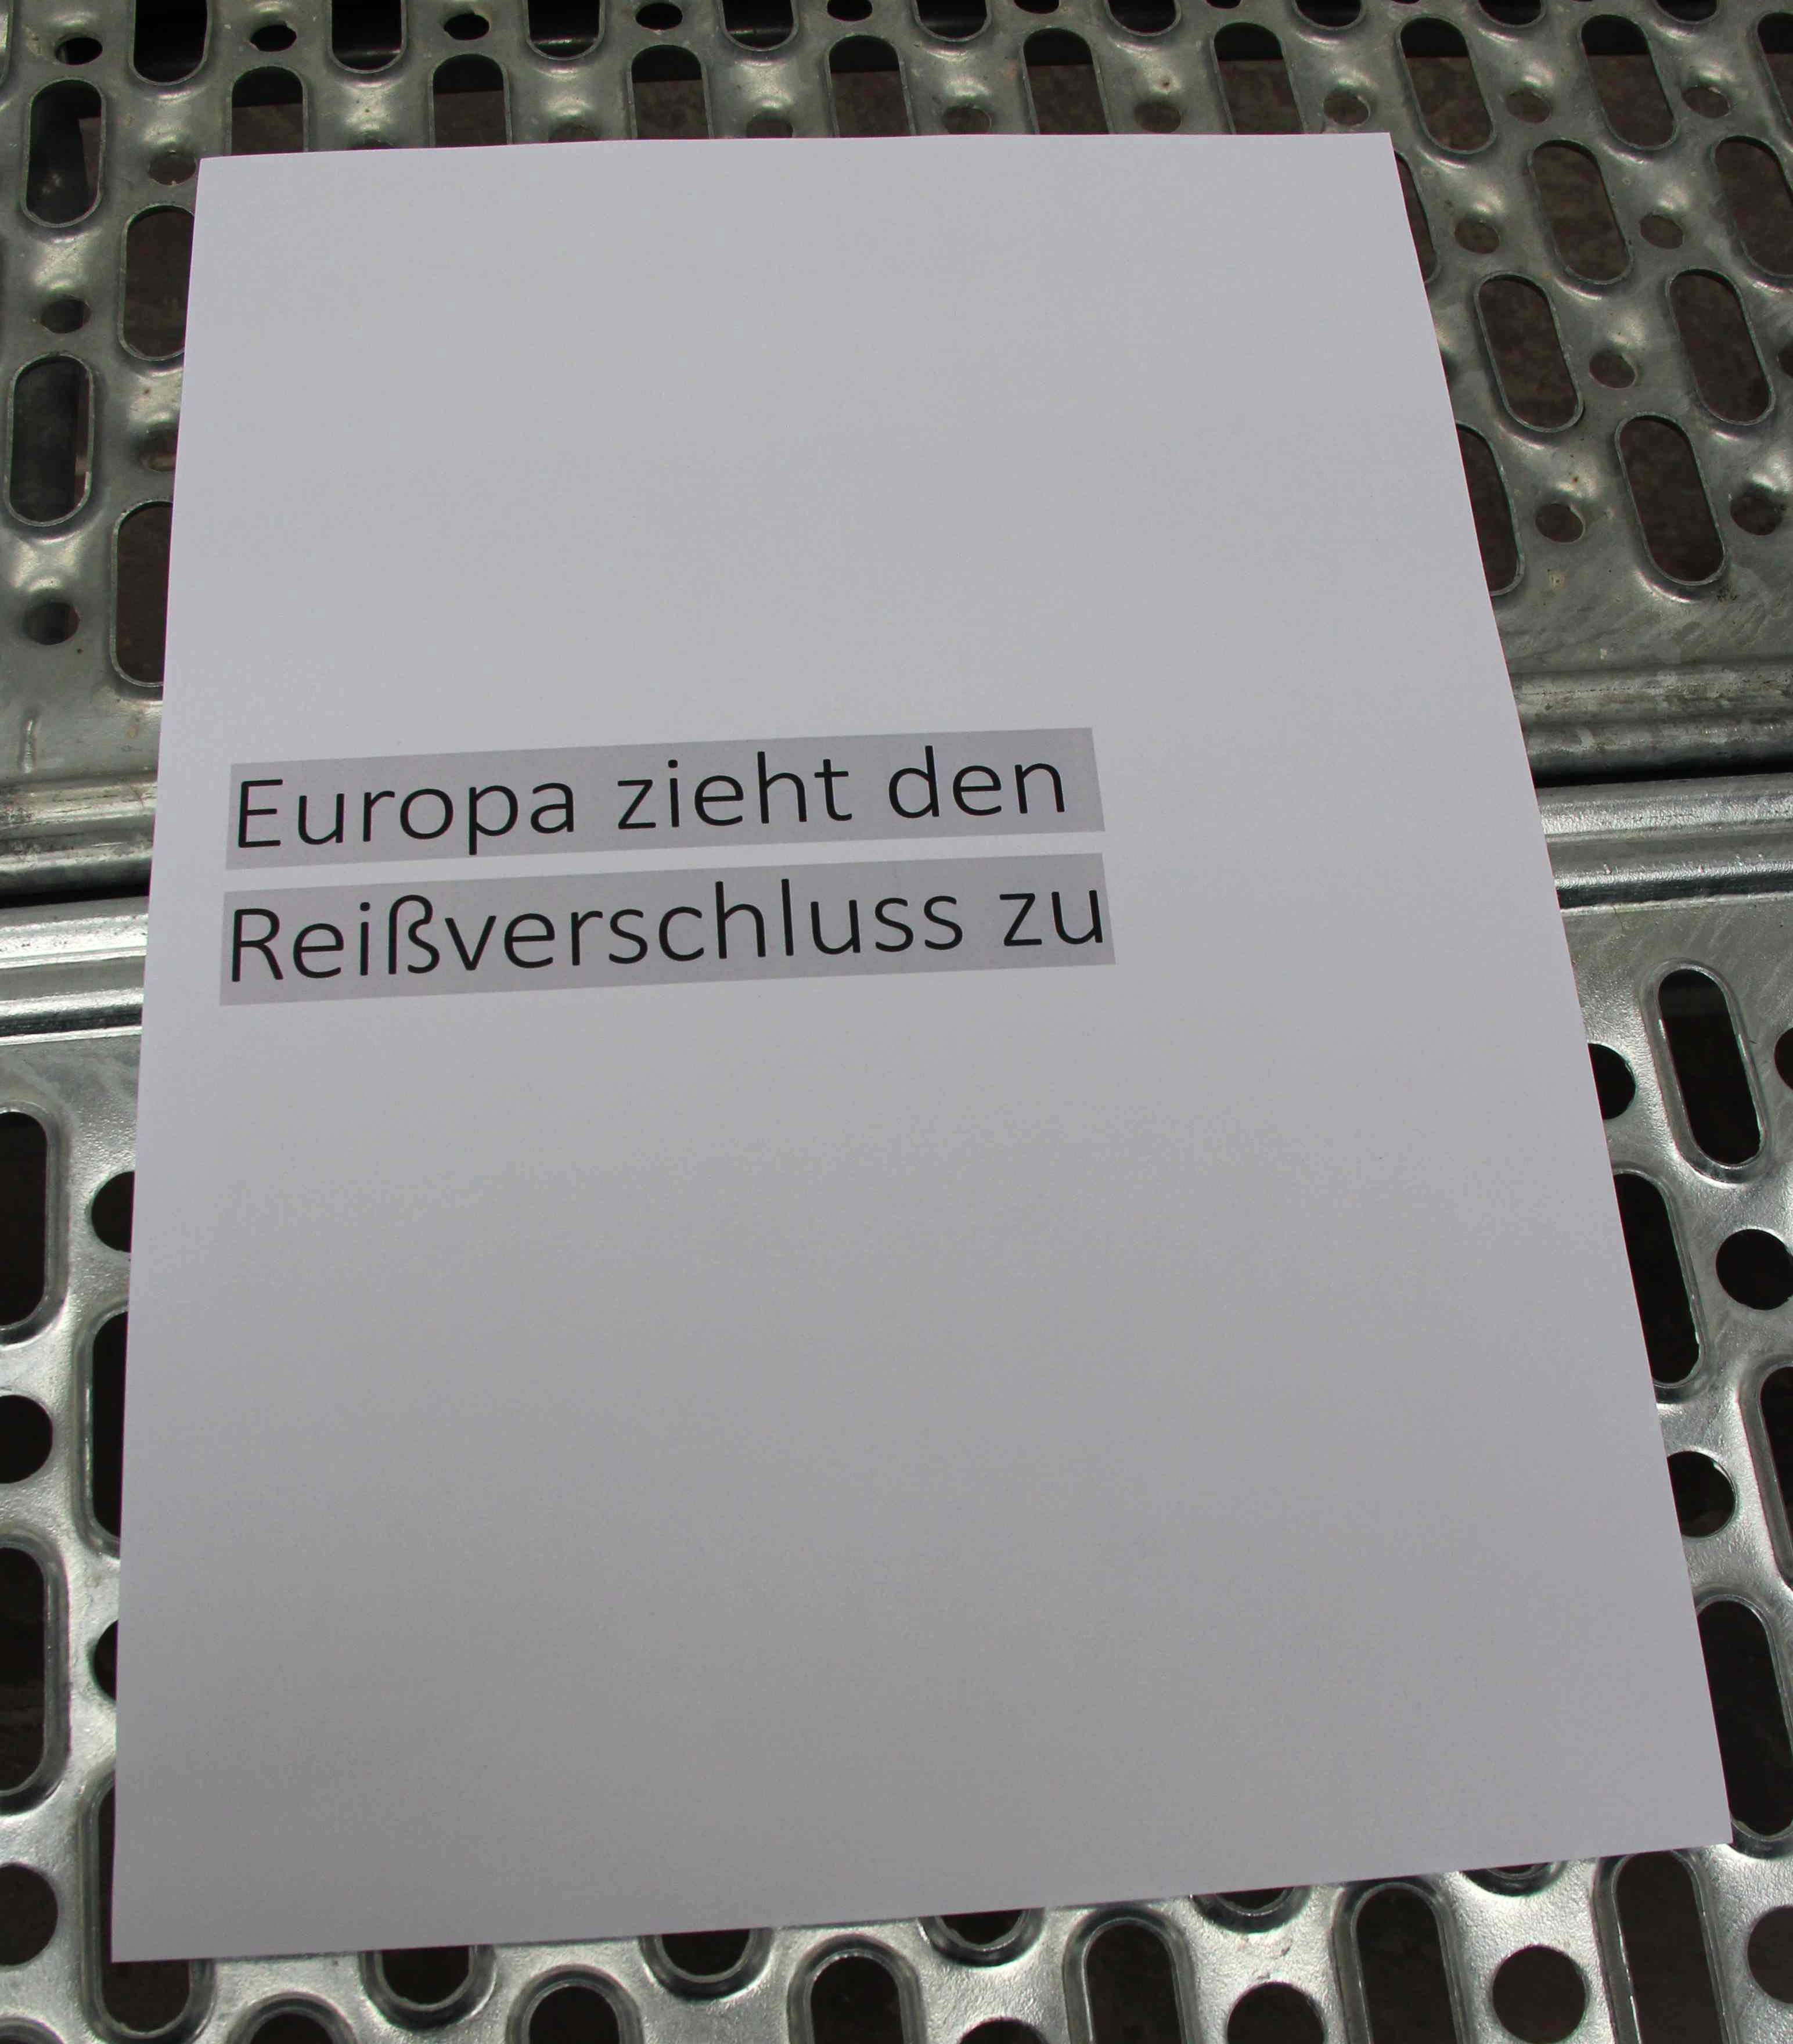 Europa zieht den
Reißverschluss zu